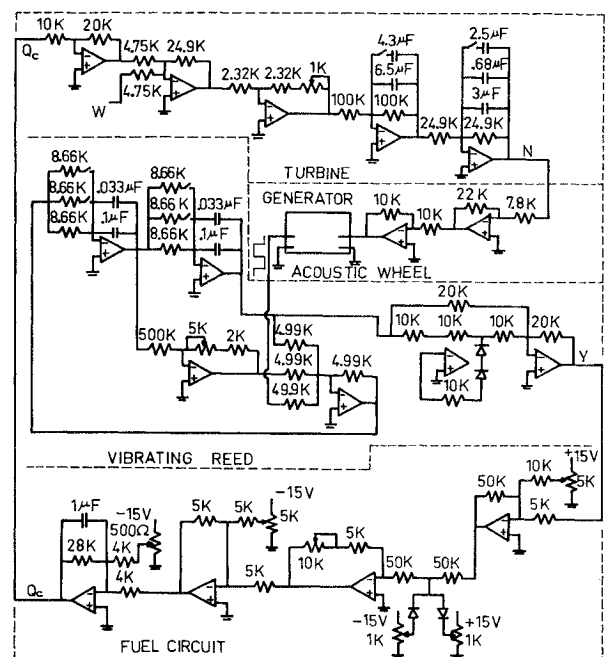 10K 20K
Qc
4.75K 24.9K
W 4.75K
2.32K 2.32K 1K
4.3µF
6.5µF
100K 100K
2.5µF
.68µF
3µF
24.9K 24.9K
N
TURBINE
8.66K
8.66K .033µF
8.66K .1µF
8.66K
8.66K .033µF
8.66K .1µF
GENERATOR
10K 10K
22K 7.8K
ACOUSTIC WHEEL
20K
10K 10K 10K 20K
10K
Y
500K 5K 2K
4.99K
4.99K 4.99K
49.9K
VIBRATING REED
1µF
28K
-15V
500Ω
4K
4K
Qc
5K 5K
-15V
5K
5K
10K 5K
50K 50K
-15V
1K
+15V
1K
50K
10K
+15V
5K
5K
FUEL CIRCUIT